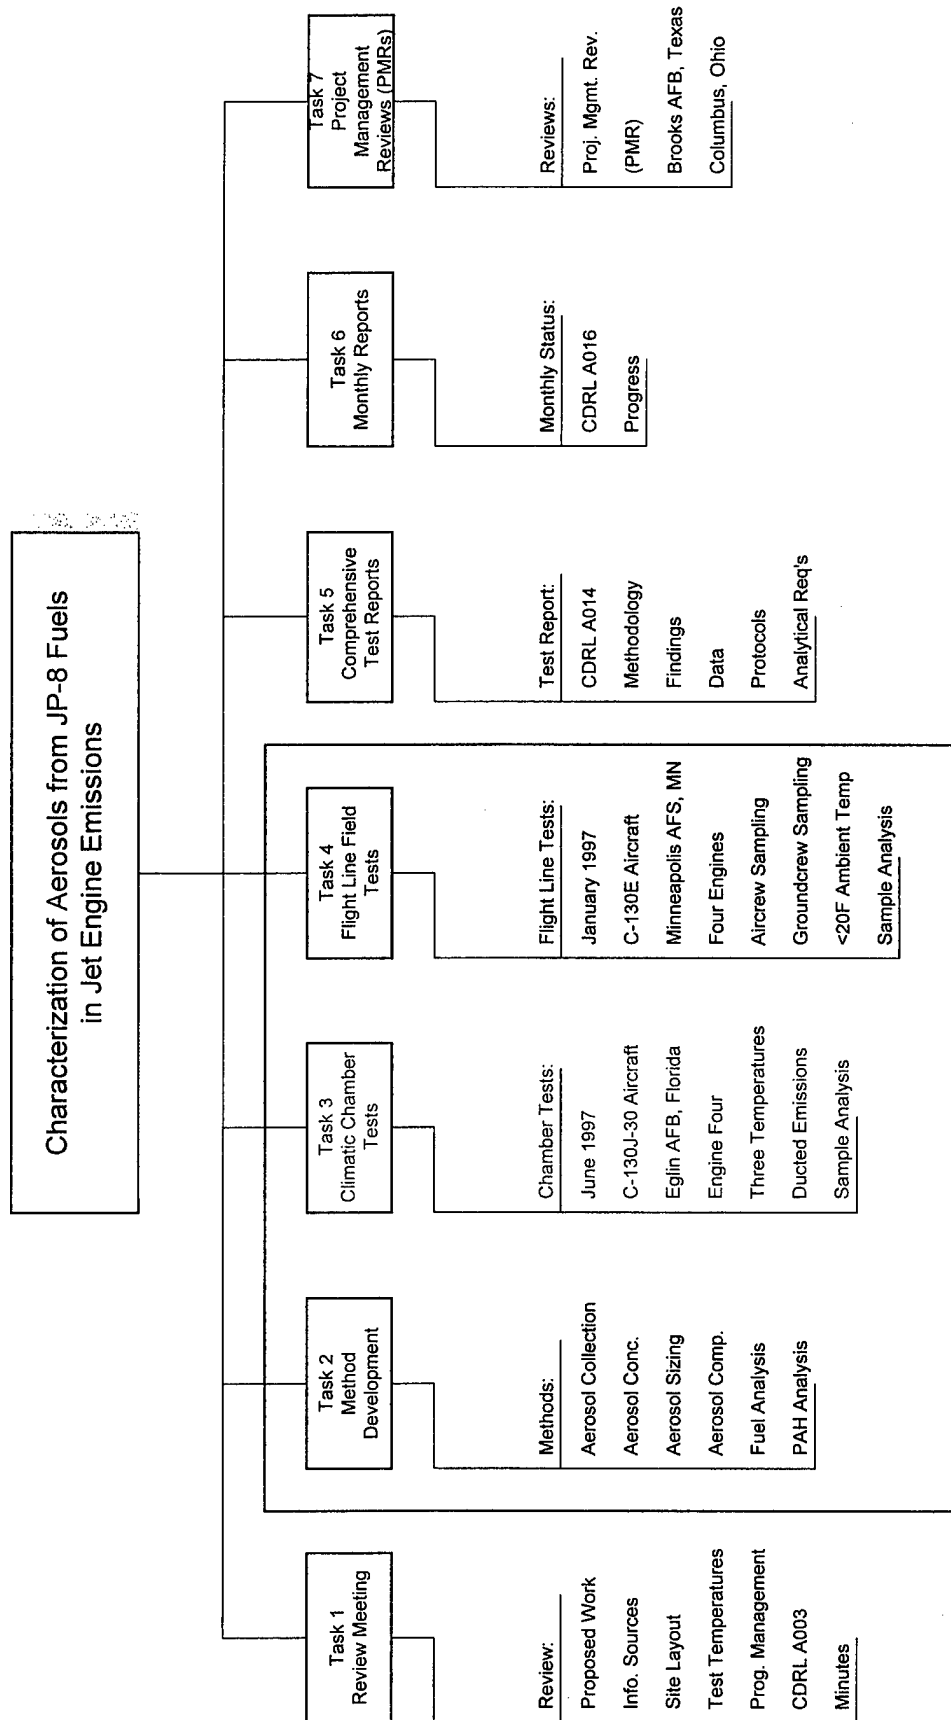 Characterization of Aerosols from JP-8 Fuels
in Jet Engine Emissions
Task 1
Review Meeting
Review:
Proposed Work
Info. Sources
Site Layout
Test Temperatures
Prog. Management
CDRL A003
Minutes
Task 2
Method
Development
Methods:
Aerosol Collection
Aerosol Conc.
Aerosol Sizing
Aerosol Comp.
Fuel Analysis
PAH Analysis
Task 3
Climatic Chamber
Tests
Chamber Tests:
June 1997
C-130J-30 Aircraft
Eglin AFB, Florida
Engine Four
Three Temperatures
Ducted Emissions
Sample Analysis
Task 4
Flight Line Field
Tests
Flight Line Tests:
January 1997
C-130E Aircraft
Minneapolis AFS, MN
Four Engines
Aircrew Sampling
Groundcrew Sampling
<20F Ambient Temp
Sample Analysis
Task 5
Comprehensive
Test Reports
Test Report:
CDRL A014
Methodology
Findings
Data
Protocols
Analytical Req's
Task 6
Monthly Reports
Monthly Status:
CDRL A016
Progress
Task 7
Project
Management
Reviews (PMRs)
Reviews:
Proj. Mgmt. Rev.
(PMR)
Brooks AFB, Texas
Columbus, Ohio